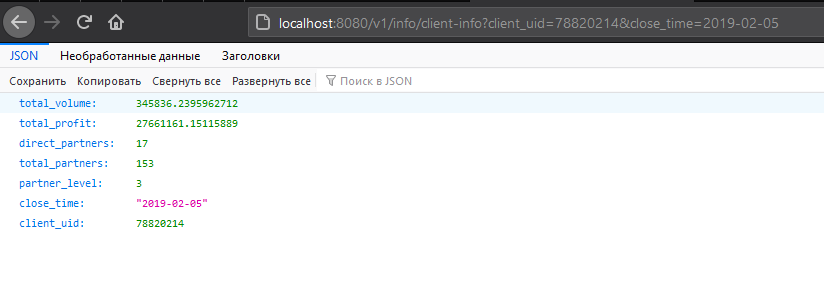 localhost:8080/v1/info/client-info?client_uid=78820214&close_time=2019-02-05
JSON Необработанные данные Заголовки
Сохранить Копировать Свернуть все Развернуть все Поиск в JSON
total_volume: 345836.2395962712
total_profit: 27661161.15115889
direct_partners: 17
total_partners: 153
partner_level: 3
close_time: "2019-02-05"
client_uid: 78820214